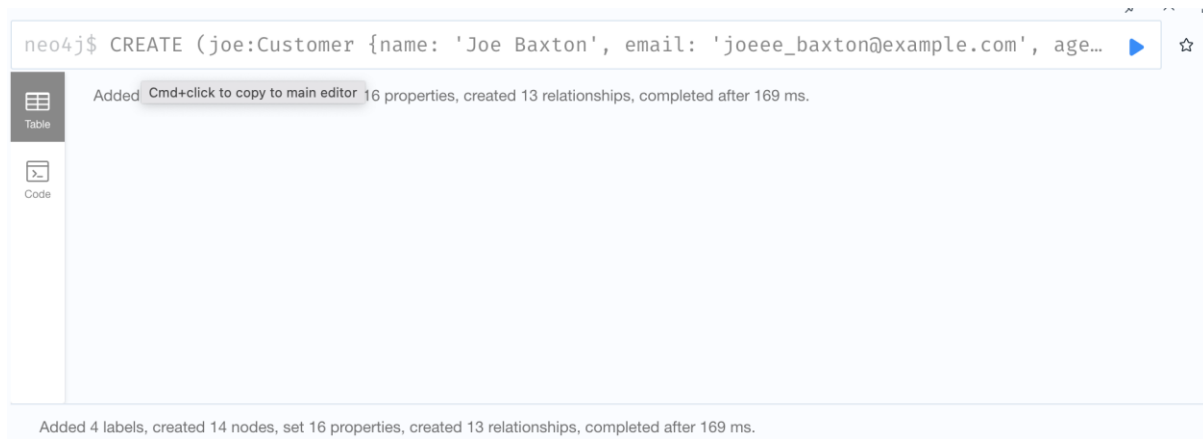 neo4j$ CREATE (joe:Customer {name: 'Joe Baxton', email: 'joeee_baxton@example.com', age…
Added
Cmd+click to copy to main editor
16 properties, created 13 relationships, completed after 169 ms.
Table
Code
Added 4 labels, created 14 nodes, set 16 properties, created 13 relationships, completed after 169 ms.